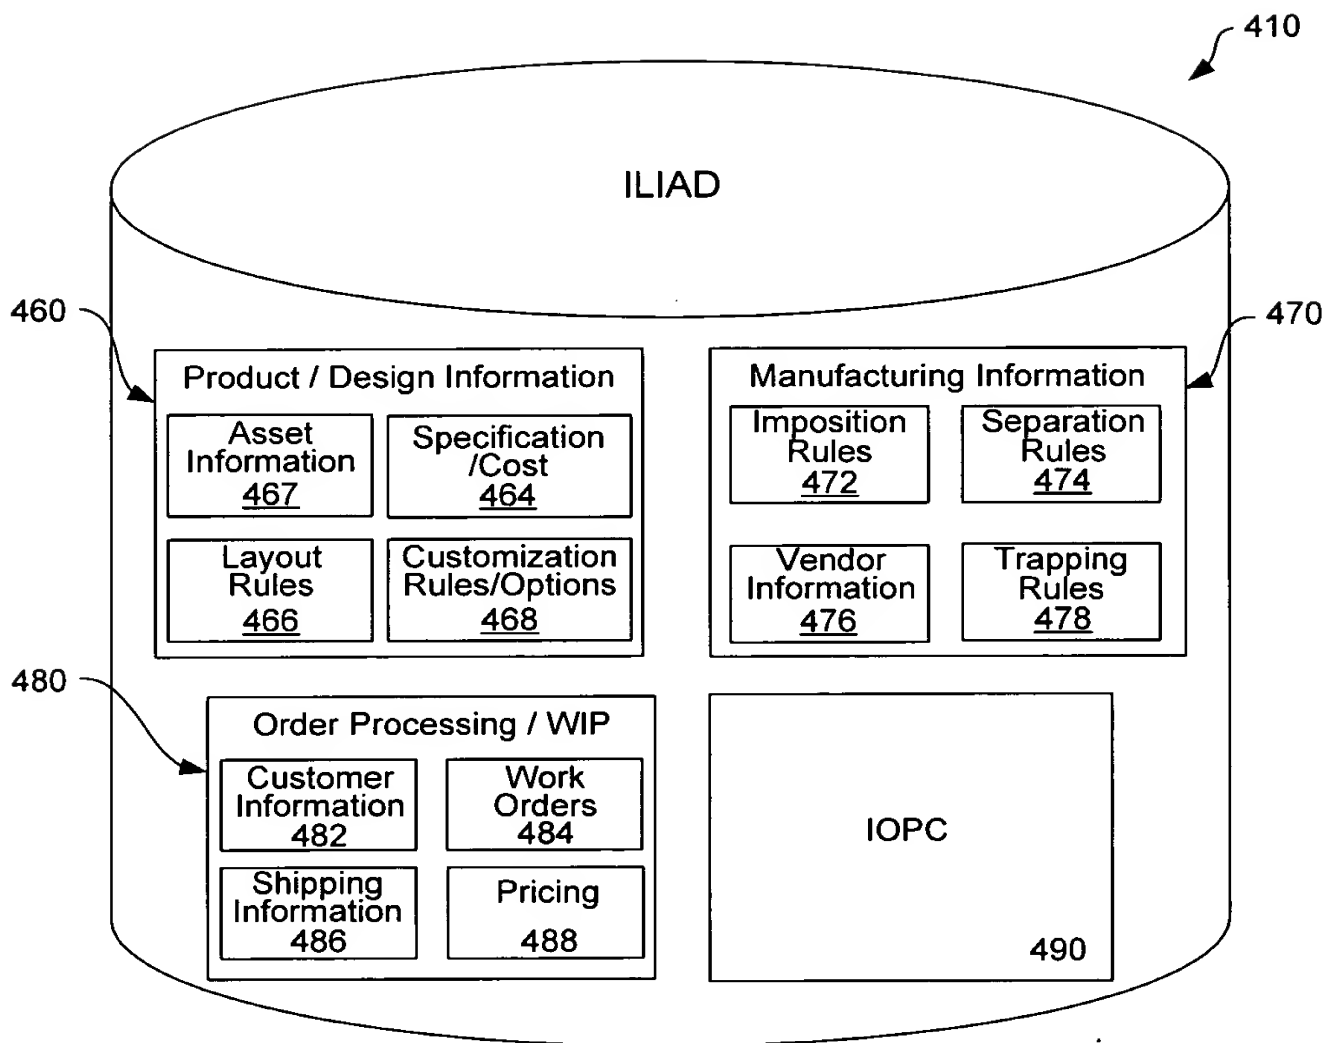 410
ILIAD
460
470
Product / Design Information
Asset
Information
467
Specification
/Cost
464
Layout
Rules
466
Customization
Rules/Options
468
Manufacturing Information
Imposition
Rules
472
Separation
Rules
474
Vendor
Information
476
Trapping
Rules
478
480
Order Processing / WIP
Customer
Information
482
Work
Orders
484
Shipping
Information
486
Pricing
488
IOPC
490